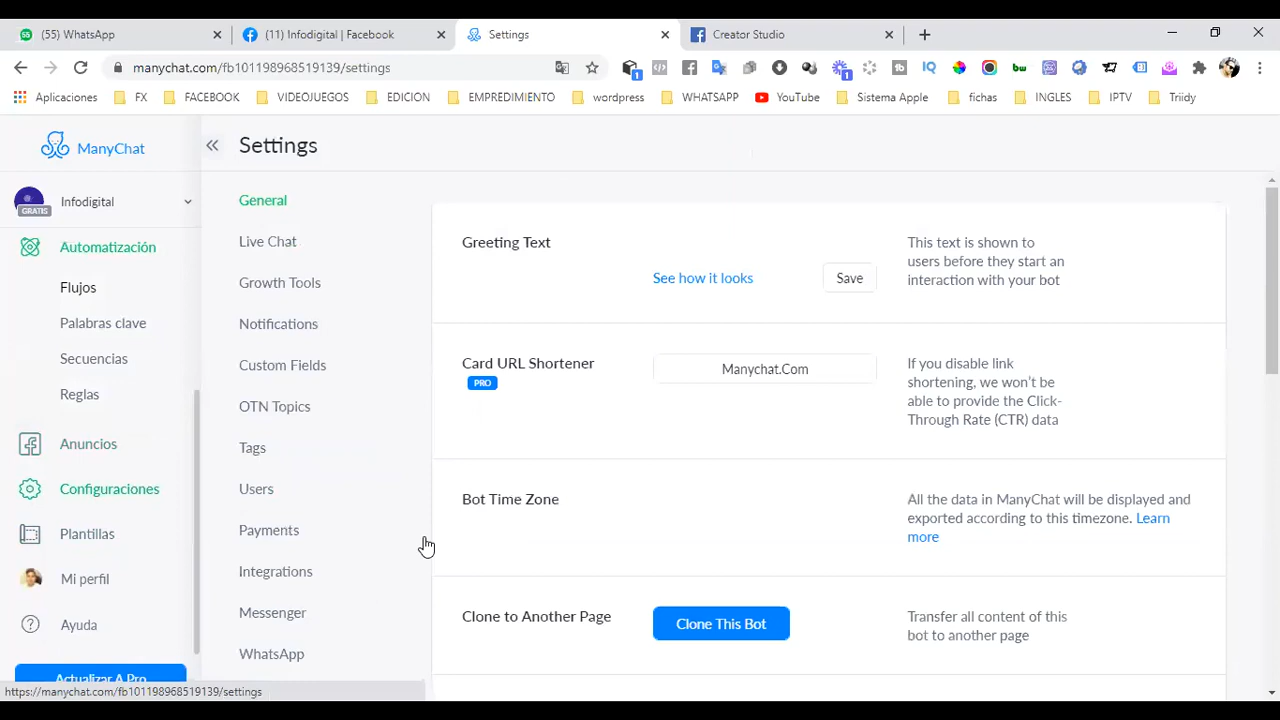 (55) WhatsApp
(11) Infodigital | Facebook
Settings
Creator Studio
manychat.com/fb101198968519139/settings
Aplicaciones
FX
FACEBOOK
VIDEOJUEGOS
EDICION
EMPREDIMIENTO
wordpress
WHATSAPP
YouTube
Sistema Apple
fichas
INGLES
IPTV
Triidy
ManyChat
Infodigital
GRATIS
Automatización
Flujos
Palabras clave
Secuencias
Reglas
Anuncios
Configuraciones
Plantillas
Mi perfil
Ayuda
Actualizar A Pro
Settings
General
Live Chat
Growth Tools
Notifications
Custom Fields
OTN Topics
Tags
Users
Payments
Integrations
Messenger
WhatsApp
Greeting Text
See how it looks
Save
This text is shown to
users before they start an
interaction with your bot
Card URL Shortener
PRO
Manychat.Com
If you disable link
shortening, we won't be
able to provide the Click-
Through Rate (CTR) data
Bot Time Zone
All the data in ManyChat will be displayed and
exported according to this timezone. Learn
more
Clone to Another Page
Clone This Bot
Transfer all content of this
bot to another page
https://manychat.com/fb101198968519139/settings